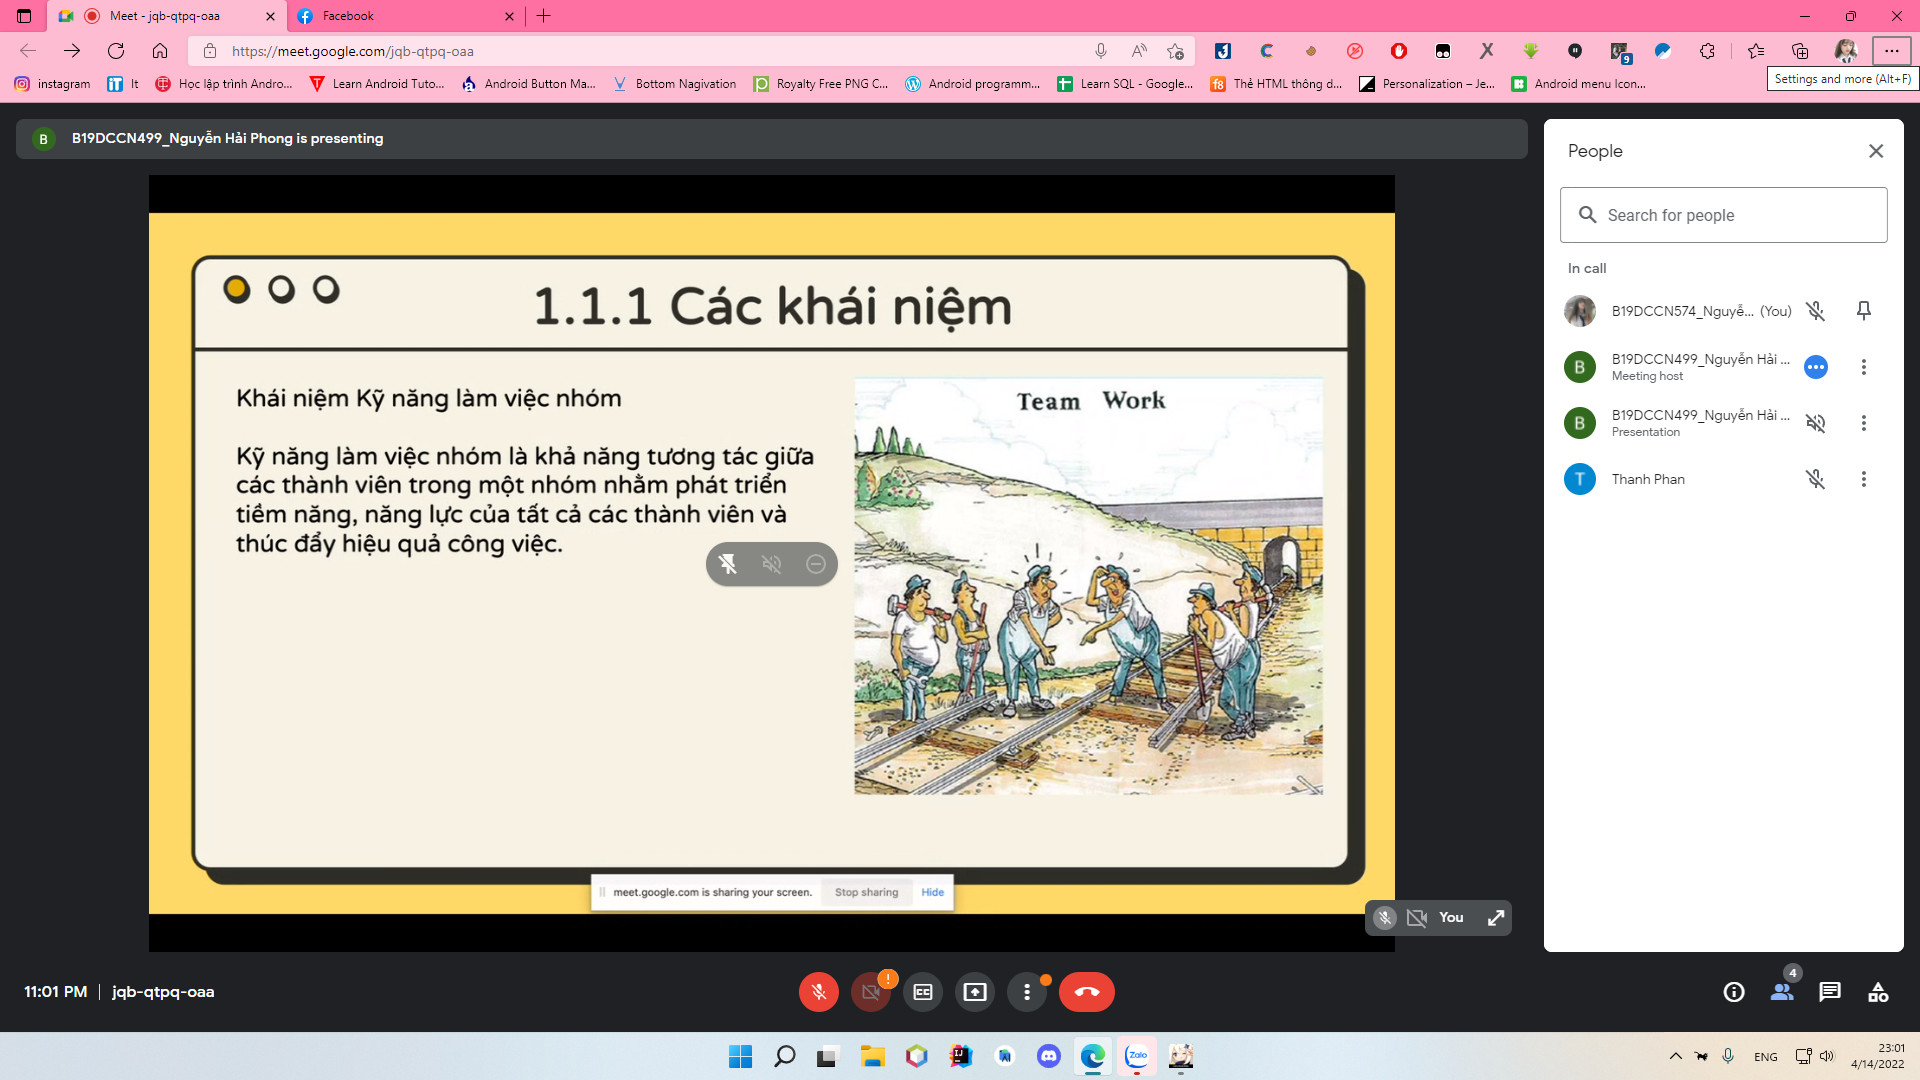 Meet - jqb-qtpq-oaa
Facebook
https://meet.google.com/jqb-qtpq-oaa
9
Settings and more (Alt+F)
instagram
It
Học lập trình Andro...
Learn Android Tuto...
Android Button Ma...
Bottom Nagivation
Royalty Free PNG C...
Android programm...
Learn SQL - Google...
Thẻ HTML thông d...
Personalization – Je...
Android menu Icon...
B
B19DCCN499_Nguyễn Hải Phong is presenting
1.1.1 Các khái niệm
Khái niệm Kỹ năng làm việc nhóm
Kỹ năng làm việc nhóm là khả năng tương tác giữa
các thành viên trong một nhóm nhằm phát triển
tiềm năng, năng lực của tất cả các thành viên và
thúc đẩy hiệu quả công việc.
Team Work
meet.google.com is sharing your screen.
Stop sharing
Hide
You
People
Search for people
In call
B19DCCN574_Nguyễ... (You)
B
B19DCCN499_Nguyễn Hải ...
Meeting host
B
B19DCCN499_Nguyễn Hải ...
Presentation
T
Thanh Phan
11:01 PM | jqb-qtpq-oaa
4
Zalo
ENG
23:01
4/14/2022